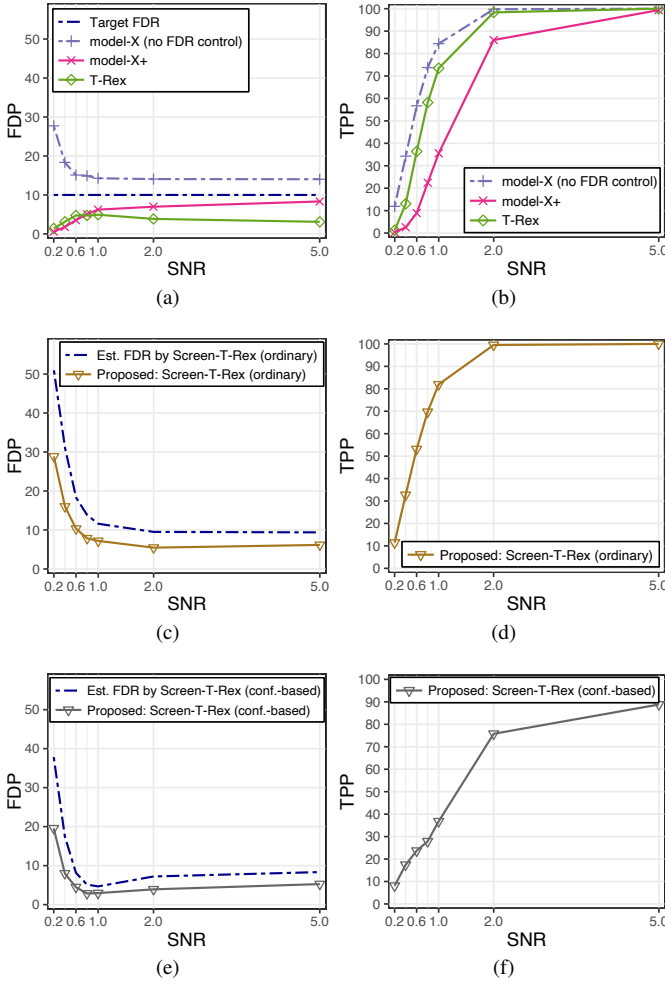 Target FDR
model-X (no FDR control)
model-X+
T-Rex
FDP
50
40
30
20
10
0
0.2 0.6 1.0 2.0 5.0
SNR
(a)
model-X (no FDR control)
model-X+
T-Rex
TPP
100
90
80
70
60
50
40
30
20
10
0
0.2 0.6 1.0 2.0 5.0
SNR
(b)
Est. FDR by Screen-T-Rex (ordinary)
Proposed: Screen-T-Rex (ordinary)
FDP
50
40
30
20
10
0
0.2 0.6 1.0 2.0 5.0
SNR
(c)
Proposed: Screen-T-Rex (ordinary)
TPP
100
90
80
70
60
50
40
30
20
10
0
0.2 0.6 1.0 2.0 5.0
SNR
(d)
Est. FDR by Screen-T-Rex (conf.-based)
Proposed: Screen-T-Rex (conf.-based)
FDP
50
40
30
20
10
0
0.2 0.6 1.0 2.0 5.0
SNR
(e)
Proposed: Screen-T-Rex (conf.-based)
TPP
100
90
80
70
60
50
40
30
20
10
0
0.2 0.6 1.0 2.0 5.0
SNR
(f)